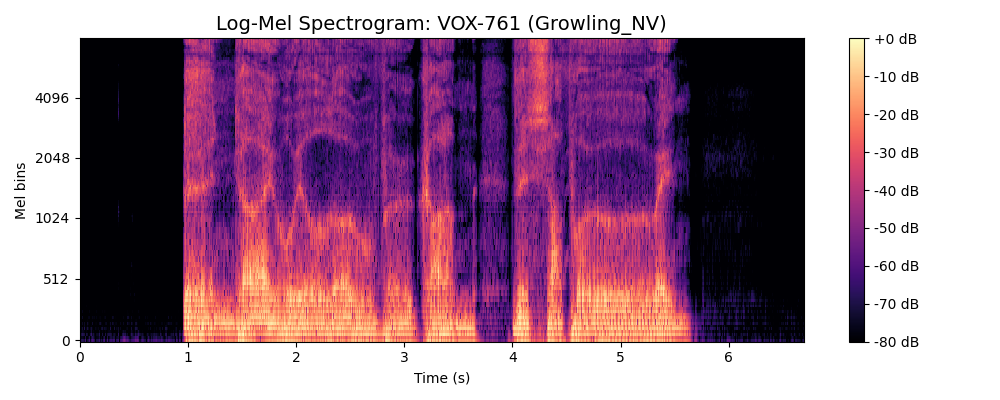 Log-Mel Spectrogram: VOX-761 (Growling_NV)
Mel bins
4096
2048
1024
512
0
0 1 2 3 4 5 6
Time (s)
+0 dB
-10 dB
-20 dB
-30 dB
-40 dB
-50 dB
-60 dB
-70 dB
-80 dB